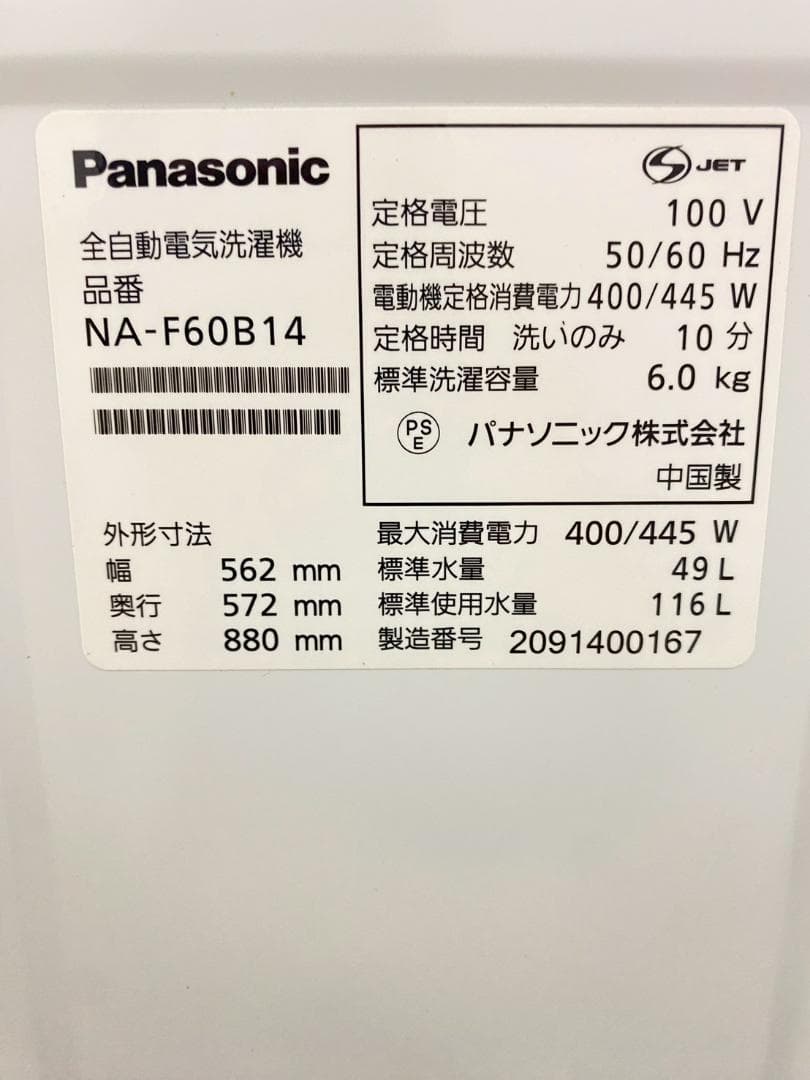 Panasonic
全自動電気洗濯機
品番
NA-F60B14
JET
定格電圧 100 V
定格周波数 50/60 Hz
電動機定格消費電力 400/445 W
定格時間 洗いのみ 10 分
標準洗濯容量 6.0 kg
PS E パナソニック株式会社
中国製
外形寸法
幅 562 mm
奥行 572 mm
高さ 880 mm
最大消費電力 400/445 W
標準水量 49 L
標準使用水量 116 L
製造番号 2091400167